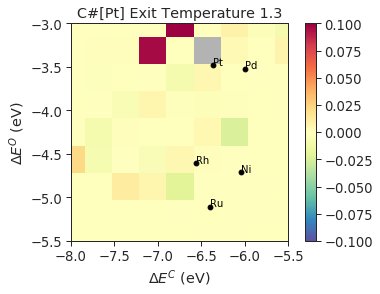 C#[Pt] Exit Temperature 1.3
ΔE^O (eV)
−3.0
−3.5
−4.0
−4.5
−5.0
−5.5
Pt
Pd
Rh
Ni
Ru
−8.0 −7.5 −7.0 −6.5 −6.0 −5.5
ΔE^C (eV)
0.100
0.075
0.050
0.025
0.000
−0.025
−0.050
−0.075
−0.100